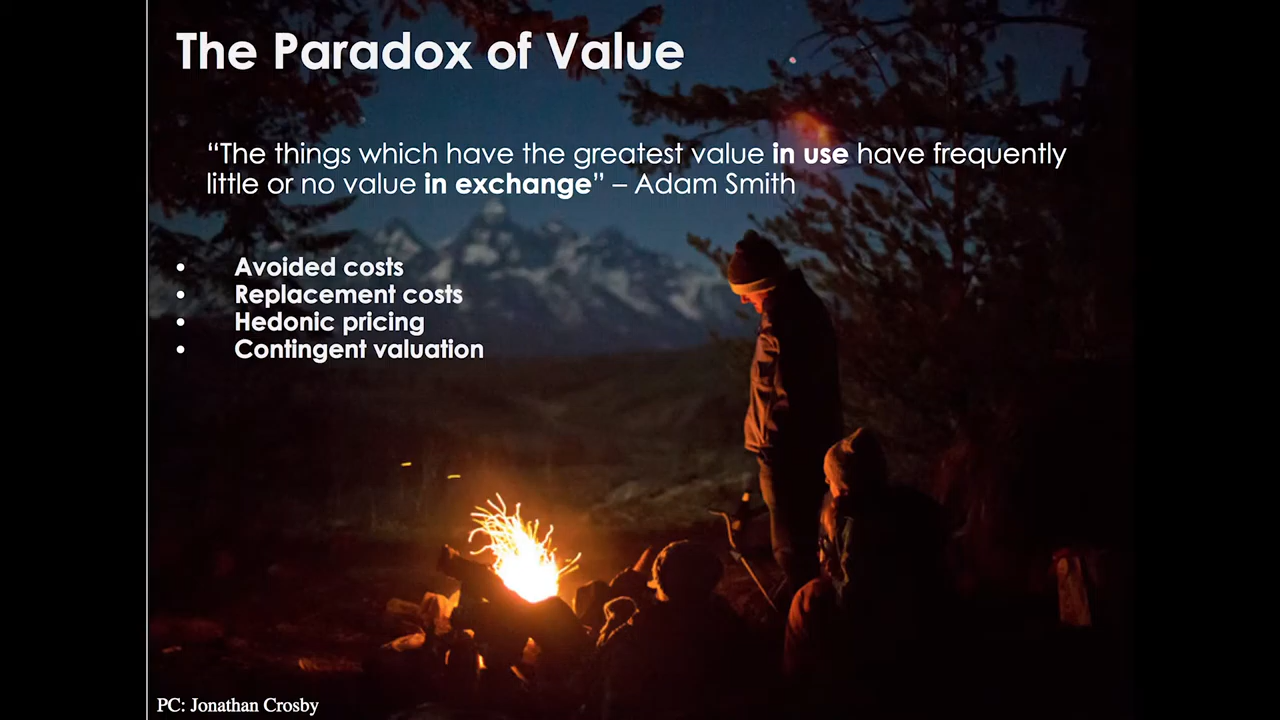 The Paradox of Value
“The things which have the greatest value in use have frequently
little or no value in exchange” – Adam Smith
• Avoided costs
• Replacement costs
• Hedonic pricing
• Contingent valuation
PC: Jonathan Crosby